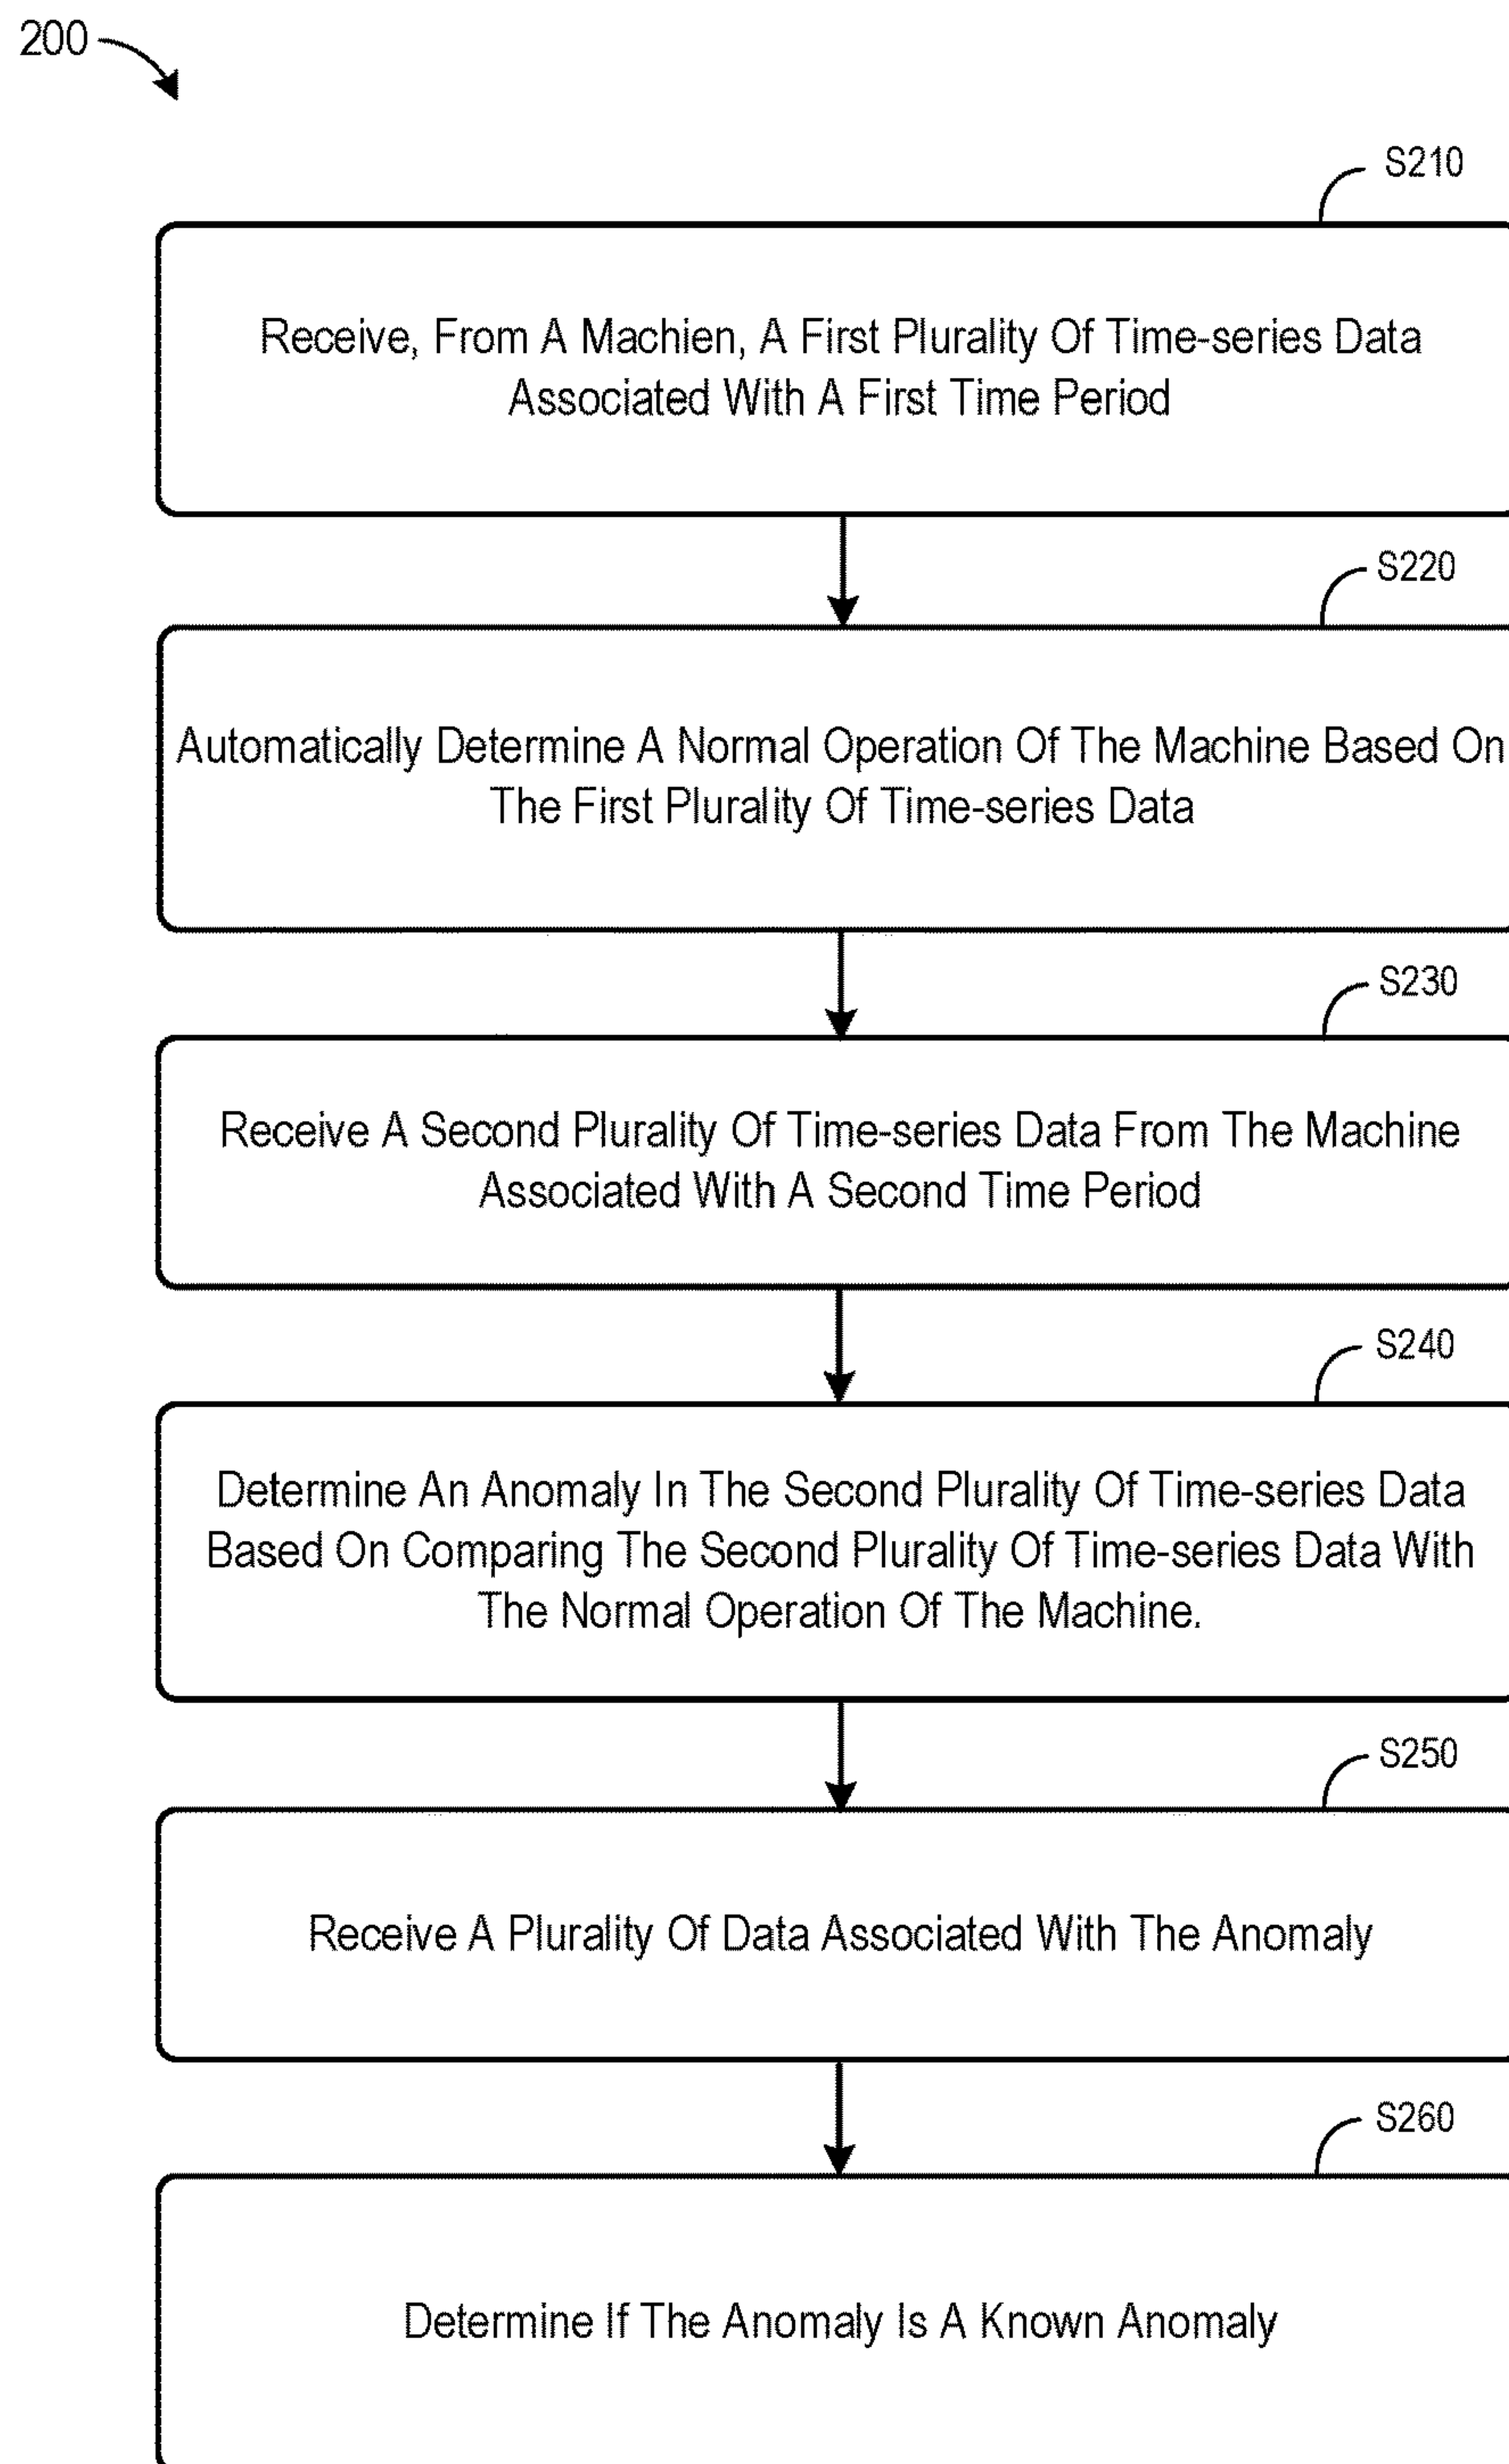 200
S210
Receive, From A Machien, A First Plurality Of Time-series Data
Associated With A First Time Period
S220
Automatically Determine A Normal Operation Of The Machine Based On
The First Plurality Of Time-series Data
S230
Receive A Second Plurality Of Time-series Data From The Machine
Associated With A Second Time Period
S240
Determine An Anomaly In The Second Plurality Of Time-series Data
Based On Comparing The Second Plurality Of Time-series Data With
The Normal Operation Of The Machine.
S250
Receive A Plurality Of Data Associated With The Anomaly
S260
Determine If The Anomaly Is A Known Anomaly